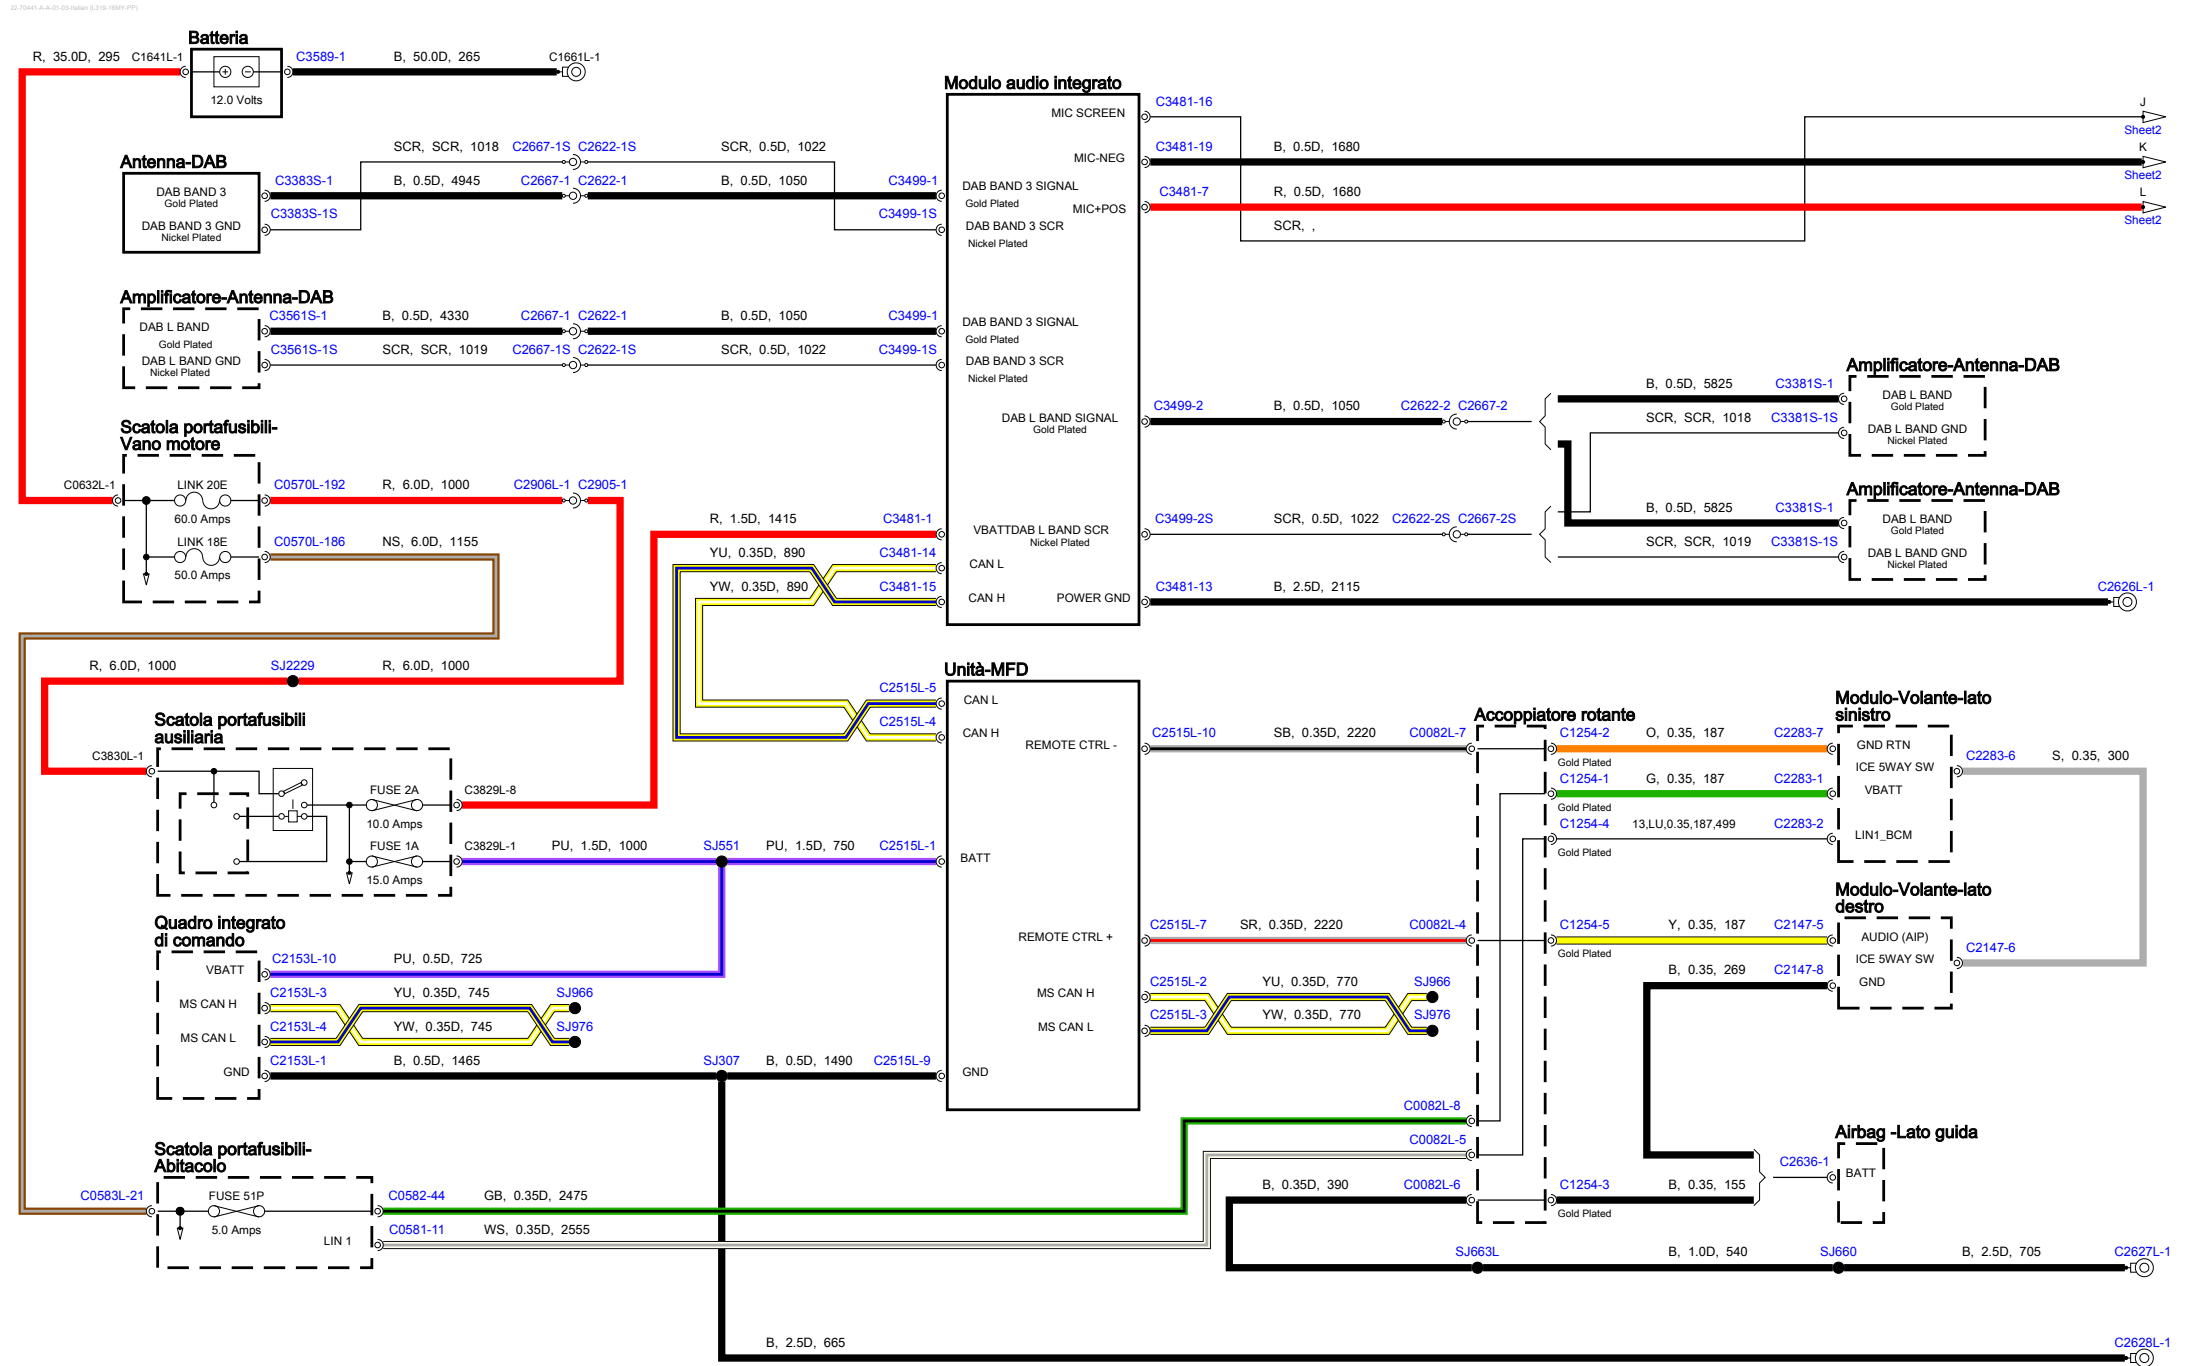 22-70441-A-A-01-03-Italian (L319-16MY-PP)
Batteria
R, 35.0D, 295 C1641L-1
C3589-1 B, 50.0D, 265 C1661L-1
12.0 Volts
Antenna-DAB
DAB BAND 3
Gold Plated
DAB BAND 3 GND
Nickel Plated
SCR, SCR, 1018 C2667-1S C2622-1S SCR, 0.5D, 1022
C3383S-1 B, 0.5D, 4945 C2667-1 C2622-1 B, 0.5D, 1050 C3499-1
C3383S-1S C3499-1S
Amplificatore-Antenna-DAB
DAB L BAND
Gold Plated
DAB L BAND GND
Nickel Plated
C3561S-1 B, 0.5D, 4330 C2667-1 C2622-1 B, 0.5D, 1050 C3499-1
C3561S-1S SCR, SCR, 1019 C2667-1S C2622-1S SCR, 0.5D, 1022 C3499-1S
Scatola portafusibili-
Vano motore
C0632L-1
LINK 20E
60.0 Amps
LINK 18E
50.0 Amps
C0570L-192 R, 6.0D, 1000 C2906L-1 C2905-1
C0570L-186 NS, 6.0D, 1155
R, 6.0D, 1000 SJ2229 R, 6.0D, 1000
Modulo audio integrato
MIC SCREEN
MIC-NEG
DAB BAND 3 SIGNAL
Gold Plated
MIC+POS
DAB BAND 3 SCR
Nickel Plated
DAB BAND 3 SIGNAL
Gold Plated
DAB BAND 3 SCR
Nickel Plated
DAB L BAND SIGNAL
Gold Plated
VBATTDAB L BAND SCR
Nickel Plated
CAN L
CAN H
POWER GND
R, 1.5D, 1415 C3481-1
YU, 0.35D, 890 C3481-14
YW, 0.35D, 890 C3481-15
C3481-16
C3481-19 B, 0.5D, 1680
C3481-7 R, 0.5D, 1680
SCR, ,
J
Sheet2
K
Sheet2
L
Sheet2
C3499-2 B, 0.5D, 1050 C2622-2 C2667-2
C3499-2S SCR, 0.5D, 1022 C2622-2S C2667-2S
C3481-13 B, 2.5D, 2115 C2626L-1
Amplificatore-Antenna-DAB
B, 0.5D, 5825 C3381S-1
SCR, SCR, 1018 C3381S-1S
DAB L BAND
Gold Plated
DAB L BAND GND
Nickel Plated
Amplificatore-Antenna-DAB
B, 0.5D, 5825 C3381S-1
SCR, SCR, 1019 C3381S-1S
DAB L BAND
Gold Plated
DAB L BAND GND
Nickel Plated
Scatola portafusibili
ausiliaria
C3830L-1
FUSE 2A
10.0 Amps
FUSE 1A
15.0 Amps
C3829L-8
C3829L-1 PU, 1.5D, 1000 SJ551 PU, 1.5D, 750 C2515L-1
Unità-MFD
C2515L-5
C2515L-4
CAN L
CAN H
REMOTE CTRL -
BATT
REMOTE CTRL +
MS CAN H
MS CAN L
GND
Quadro integrato
di comando
VBATT
MS CAN H
MS CAN L
GND
C2153L-10 PU, 0.5D, 725
C2153L-3 YU, 0.35D, 745 SJ966
C2153L-4 YW, 0.35D, 745 SJ976
C2153L-1 B, 0.5D, 1465 SJ307 B, 0.5D, 1490 C2515L-9
C2515L-10 SB, 0.35D, 2220 C0082L-7
C2515L-7 SR, 0.35D, 2220 C0082L-4
C2515L-2 YU, 0.35D, 770 SJ966
C2515L-3 YW, 0.35D, 770 SJ976
C0082L-8
C0082L-5
B, 0.35D, 390 C0082L-6
Accoppiatore rotante
C1254-2 O, 0.35, 187 C2283-7
Gold Plated
C1254-1 G, 0.35, 187 C2283-1
Gold Plated
C1254-4 13,LU,0.35,187,499 C2283-2
Gold Plated
C1254-5 Y, 0.35, 187 C2147-5
Gold Plated
B, 0.35, 269 C2147-8
C1254-3 B, 0.35, 155
Gold Plated
Modulo-Volante-lato
sinistro
GND RTN
ICE 5WAY SW
VBATT
LIN1_BCM
C2283-6 S, 0.35, 300
Modulo-Volante-lato
destro
AUDIO (AIP)
ICE 5WAY SW
GND
C2147-6
Airbag -Lato guida
C2636-1 BATT
Scatola portafusibili-
Abitacolo
C0583L-21
FUSE 51P
5.0 Amps
LIN 1
C0582-44 GB, 0.35D, 2475
C0581-11 WS, 0.35D, 2555
SJ663L B, 1.0D, 540 SJ660 B, 2.5D, 705 C2627L-1
B, 2.5D, 665 C2628L-1